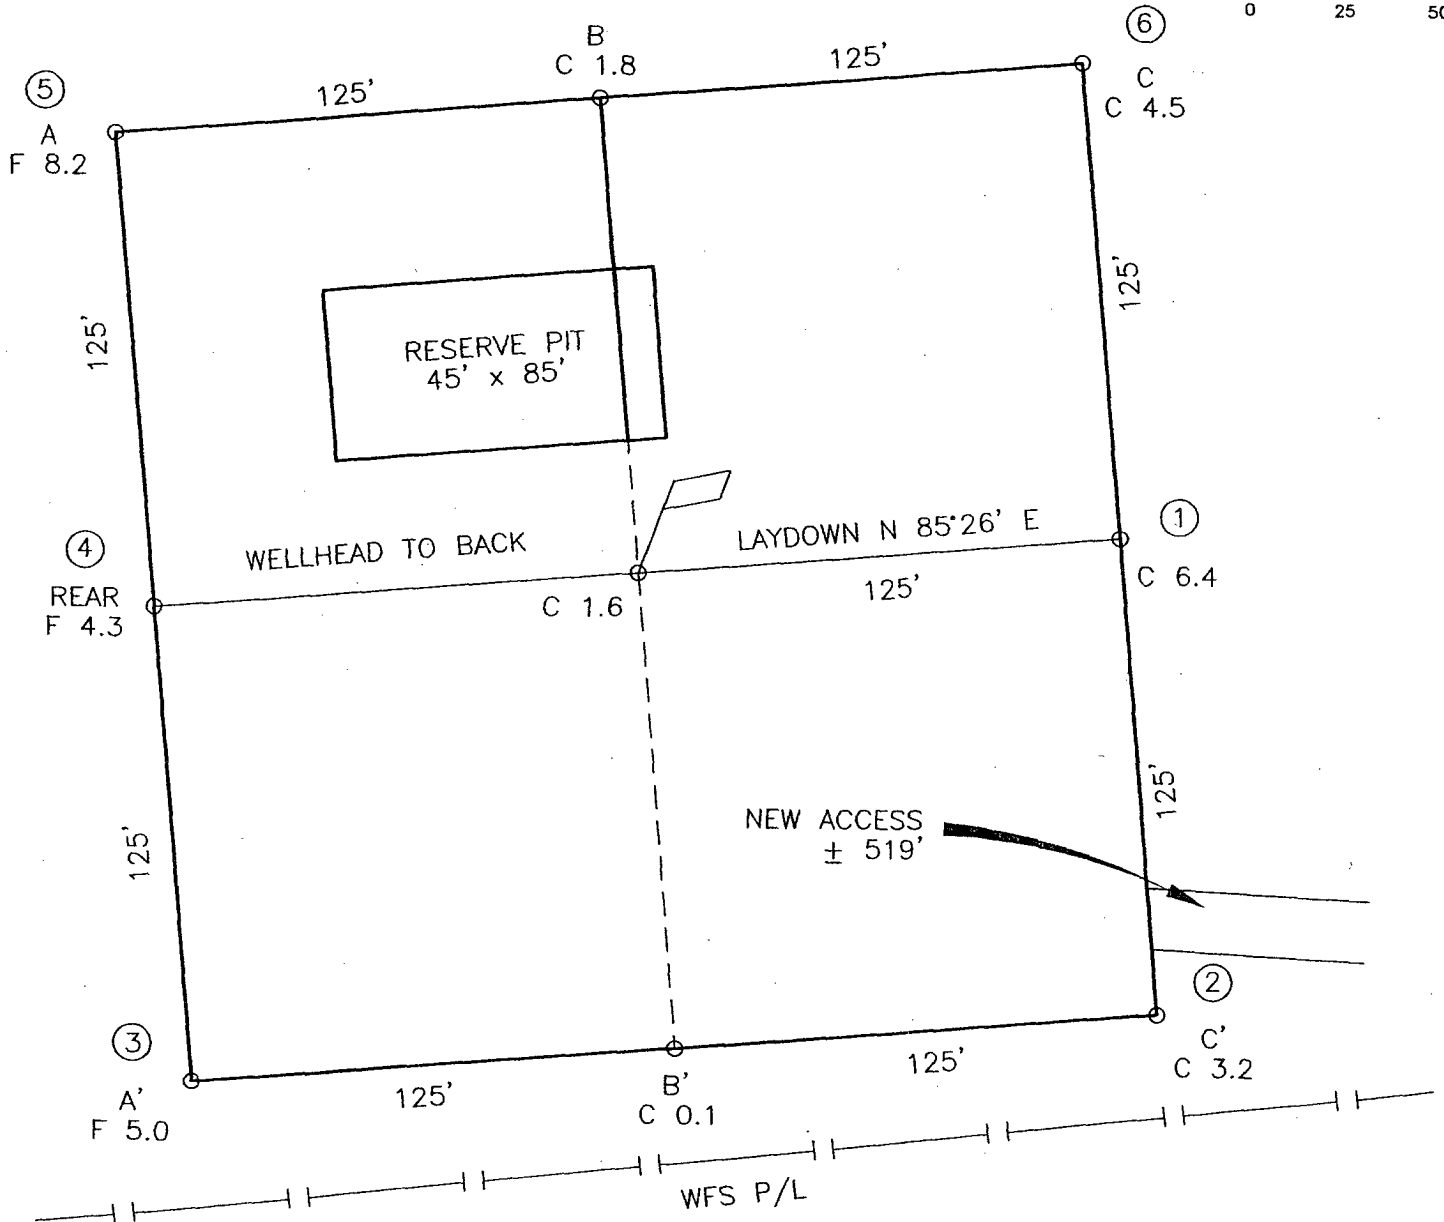 0 25 50
6
B
C 1.8
125'
C
C 4.5
5
125'
A
F 8.2
125'
125'
RESERVE PIT
45' x 85'
1
4
WELLHEAD TO BACK
LAYDOWN N 85°26' E
C 6.4
REAR
F 4.3
C 1.6
125'
125'
NEW ACCESS
± 519'
125'
2
3
C'
C 3.2
125'
B'
C 0.1
125'
A'
F 5.0
WFS P/L